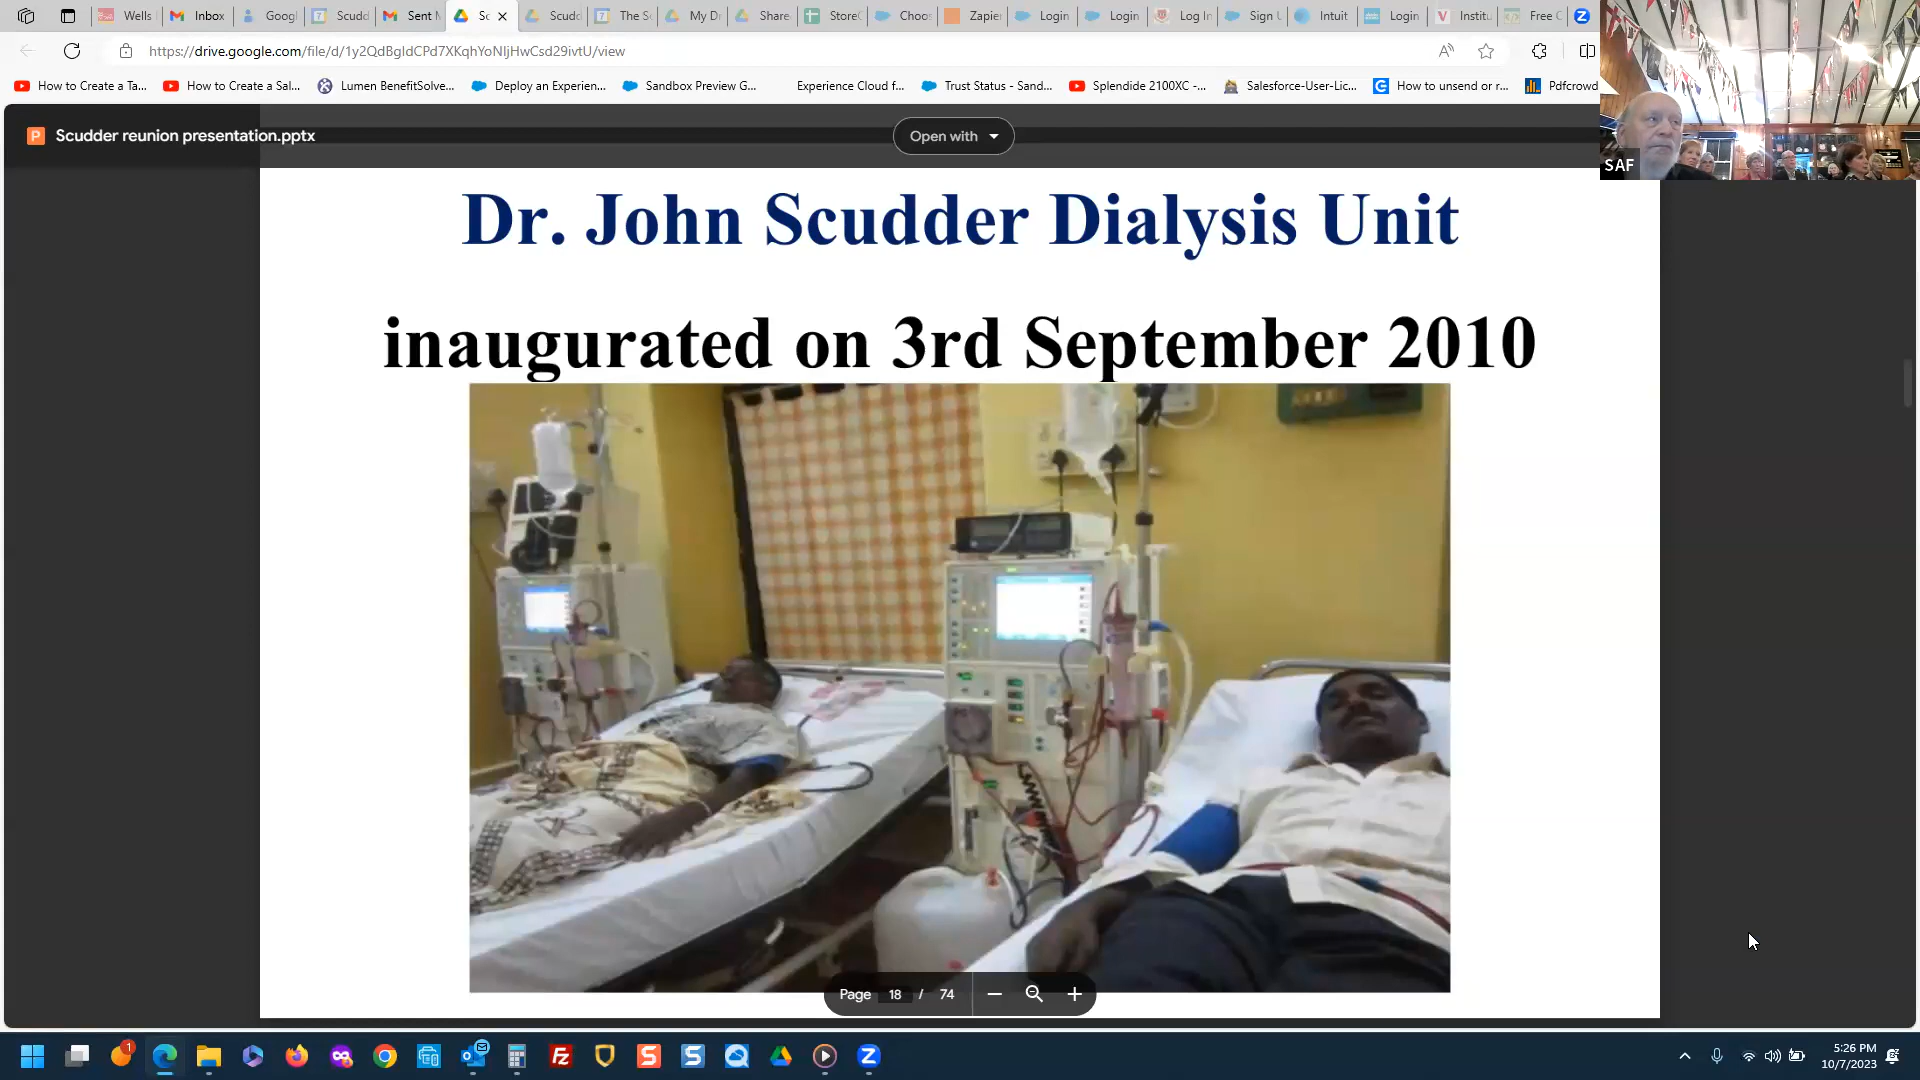 Wells
Inbox
Googl
Scudd
Sent M
Sc
Scudd
The Sc
My Dr
Share
Store
Choo
Zapier
Login
Login
Log In
Sign U
Intuit
Login
Institu
Free C
https://drive.google.com/file/d/1y2QdBgldCPd7XKqhYoNIjHwCsd29ivtU/view
How to Create a Ta...
How to Create a Sal...
Lumen BenefitSolve...
Deploy an Experien...
Sandbox Preview G...
Experience Cloud f...
Trust Status - Sand...
Splendide 2100XC -...
Salesforce-User-Lic...
How to unsend or r...
Pdfcrowd
SAF
P Scudder reunion presentation.pptx
Open with
Dr. John Scudder Dialysis Unit
inaugurated on 3rd September 2010
Page 18 / 74
1
5:26 PM
10/7/2023